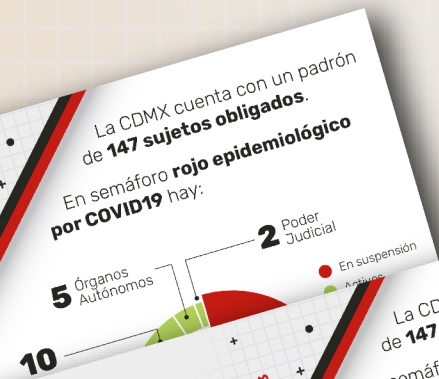 La CDMX cuenta con un padrón
de 147 sujetos obligados.
En semáforo rojo epidemiológico
por COVID19 hay:
2 Poder
Judicial
5 Órganos
Autónomos
En suspensión
Activos
10
La CD
de 147